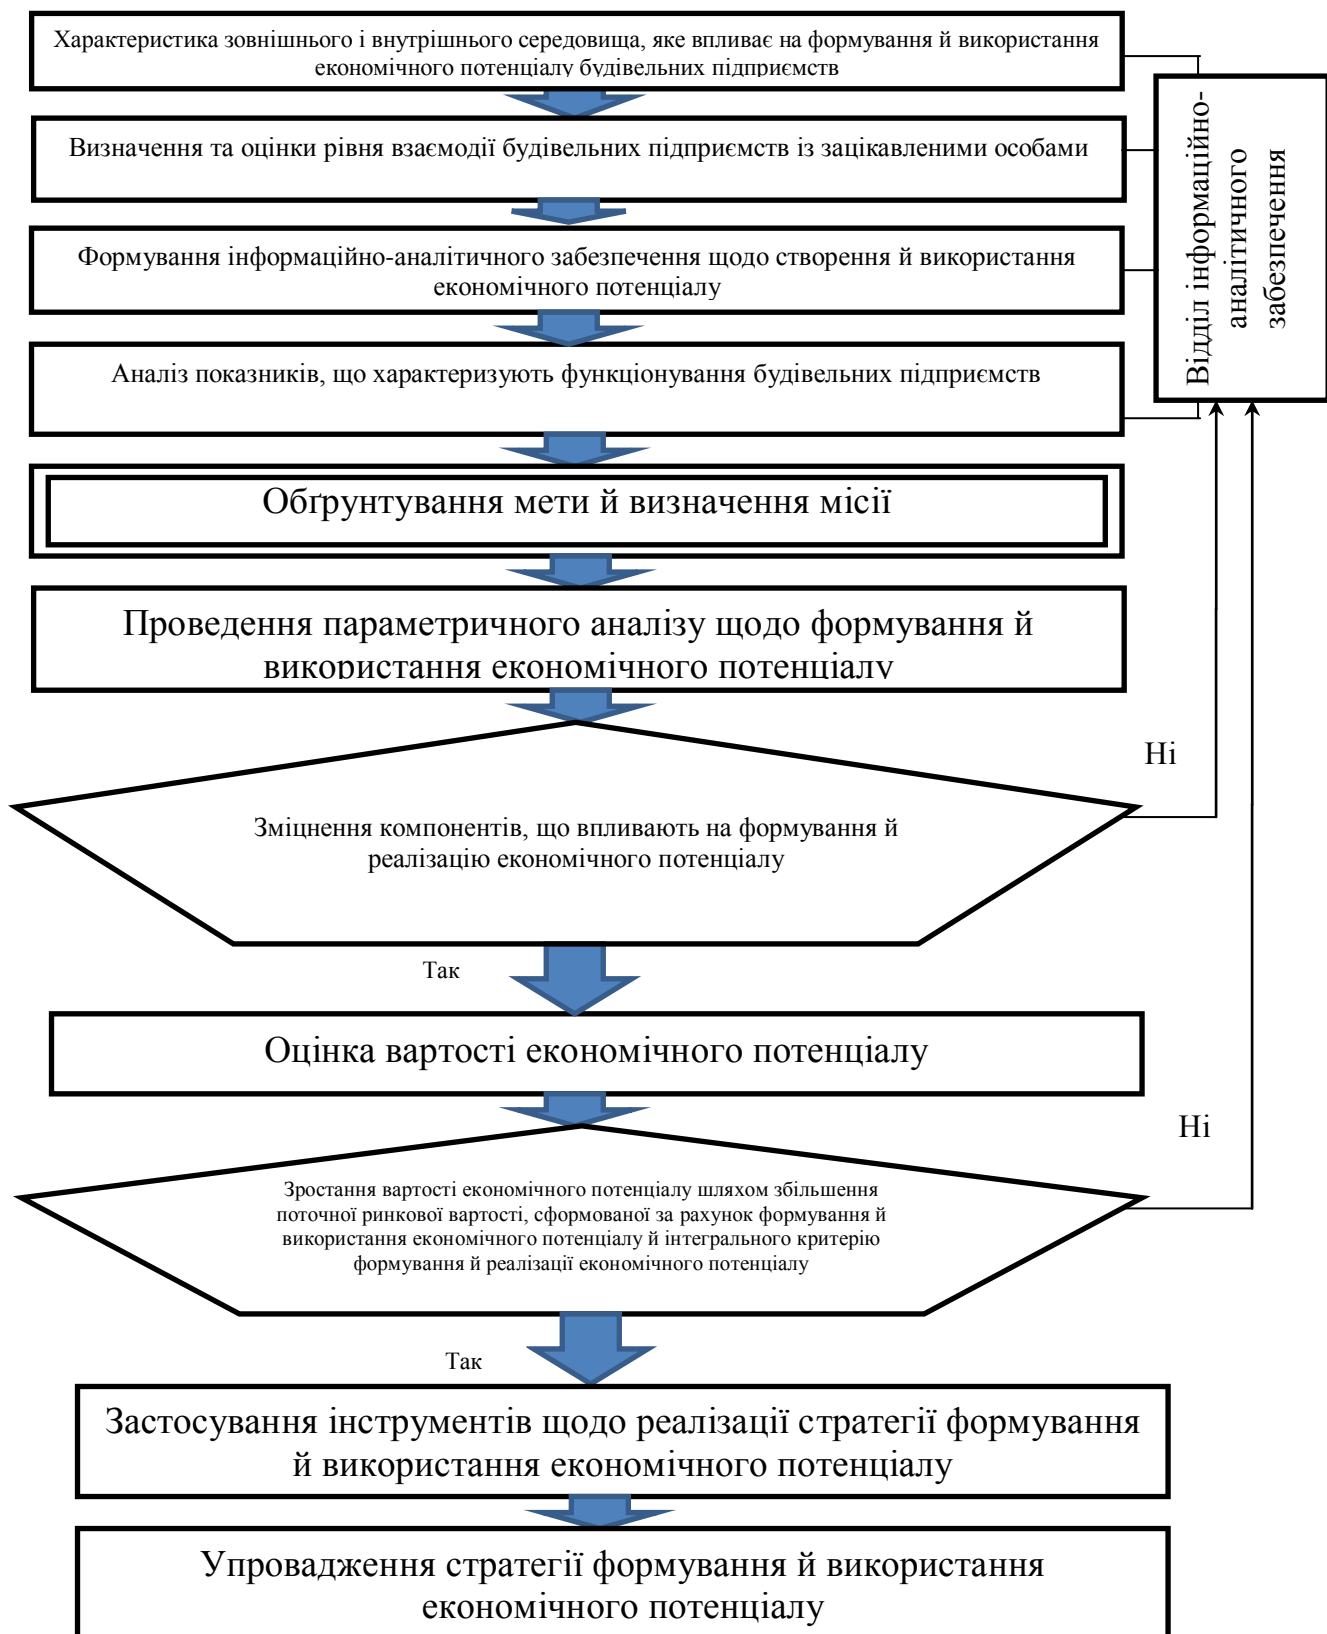 Характеристика зовнішнього і внутрішнього середовища, яке впливає на формування й використання
економічного потенціалу будівельних підприємств
Визначення та оцінки рівня взаємодії будівельних підприємств із зацікавленими особами
Формування інформаційно-аналітичного забезпечення щодо створення й використання
економічного потенціалу
Аналіз показників, що характеризують функціонування будівельних підприємств
Відділ інформаційно-
аналітичного
забезпечення
Обґрунтування мети й визначення місії
Проведення параметричного аналізу щодо формування й
використання економічного потенціалу
Ні
Зміцнення компонентів, що впливають на формування й
реалізацію економічного потенціалу
Так
Оцінка вартості економічного потенціалу
Ні
Зростання вартості економічного потенціалу шляхом збільшення
поточної ринкової вартості, сформованої за рахунок формування й
використання економічного потенціалу й інтегрального критерію
формування й реалізації економічного потенціалу
Так
Застосування інструментів щодо реалізації стратегії формування
й використання економічного потенціалу
Упровадження стратегії формування й використання
економічного потенціалу